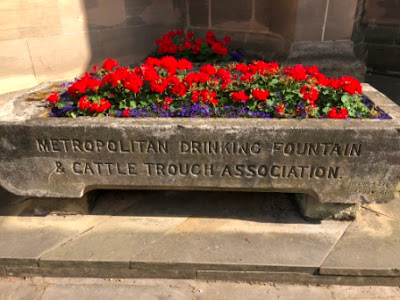 METROPOLITAN DRINKING FOUNTAIN
& CATTLE TROUGH ASSOCIATION.